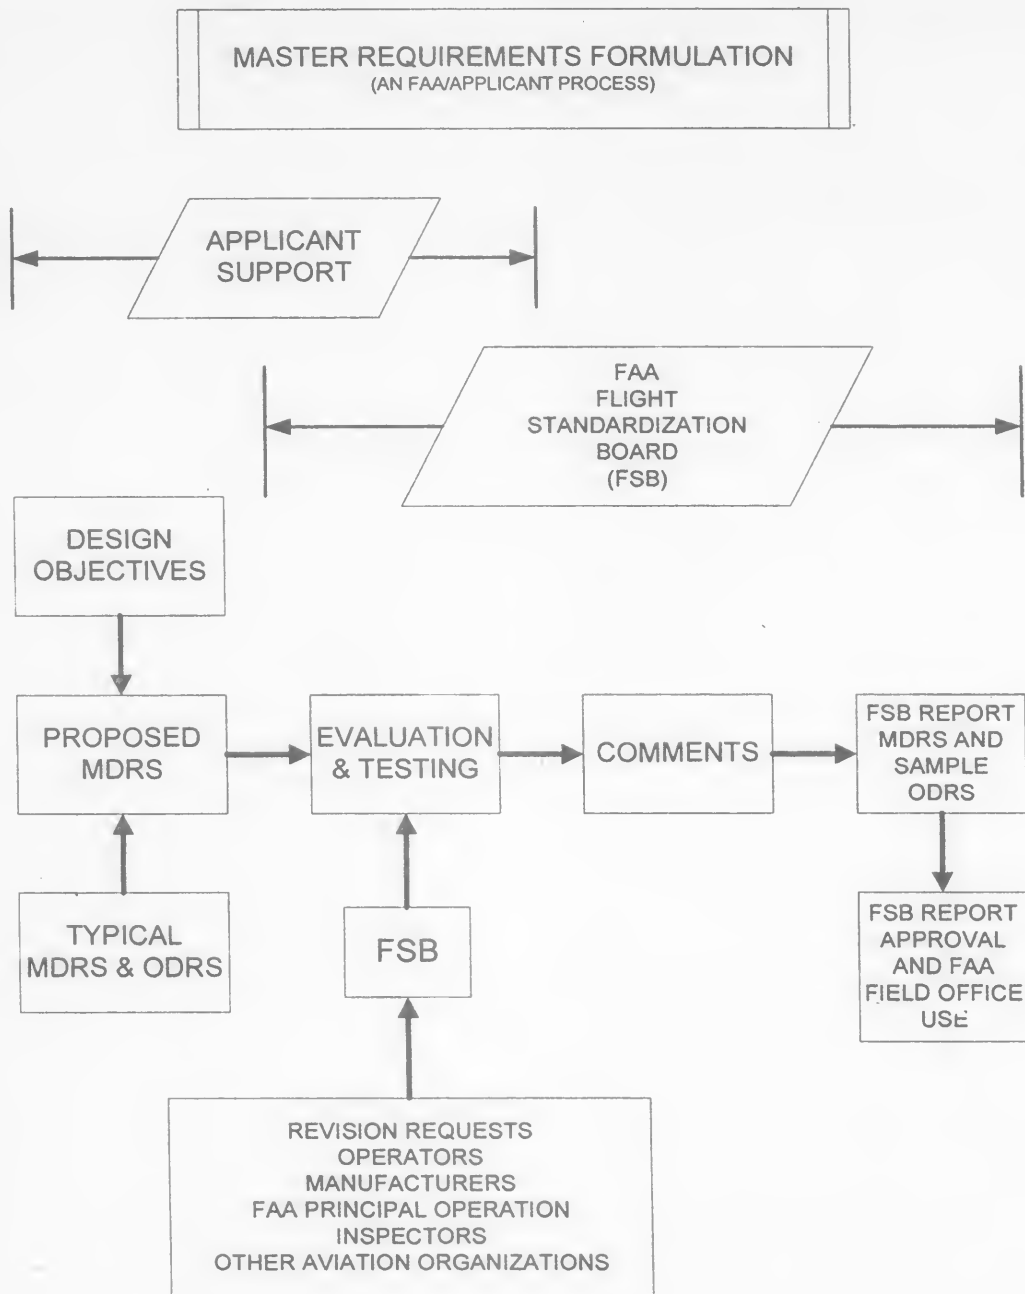 MASTER REQUIREMENTS FORMULATION
(AN FAA/APPLICANT PROCESS)
APPLICANT
SUPPORT
FAA
FLIGHT
STANDARDIZATION
BOARD
(FSB)
DESIGN
OBJECTIVES
PROPOSED
MDRS
EVALUATION
& TESTING
COMMENTS
FSB REPORT
MDRS AND
SAMPLE
ODRS
TYPICAL
MDRS & ODRS
FSB
FSB REPORT
APPROVAL
AND FAA
FIELD OFFICE
USE
REVISION REQUESTS
OPERATORS
MANUFACTURERS
FAA PRINCIPAL OPERATION
INSPECTORS
OTHER AVIATION ORGANIZATIONS